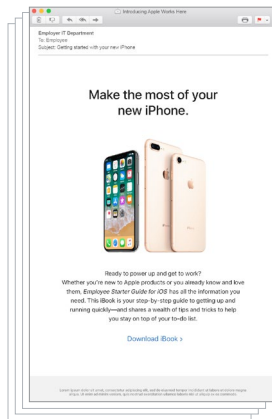 Introducing Apple Works Here
Employer IT Department
To: Employee
Subject: Getting started with your new iPhone
Make the most of your
new iPhone.
Ready to power up and get to work?
Whether you're new to Apple products or you already know and love
them, Employee Starter Guide for iOS has all the information you
need. This iBook is your step-by-step guide to getting up and
running quickly—and shares a wealth of tips and tricks to help
you stay on top of your to-do list.
Download iBook >